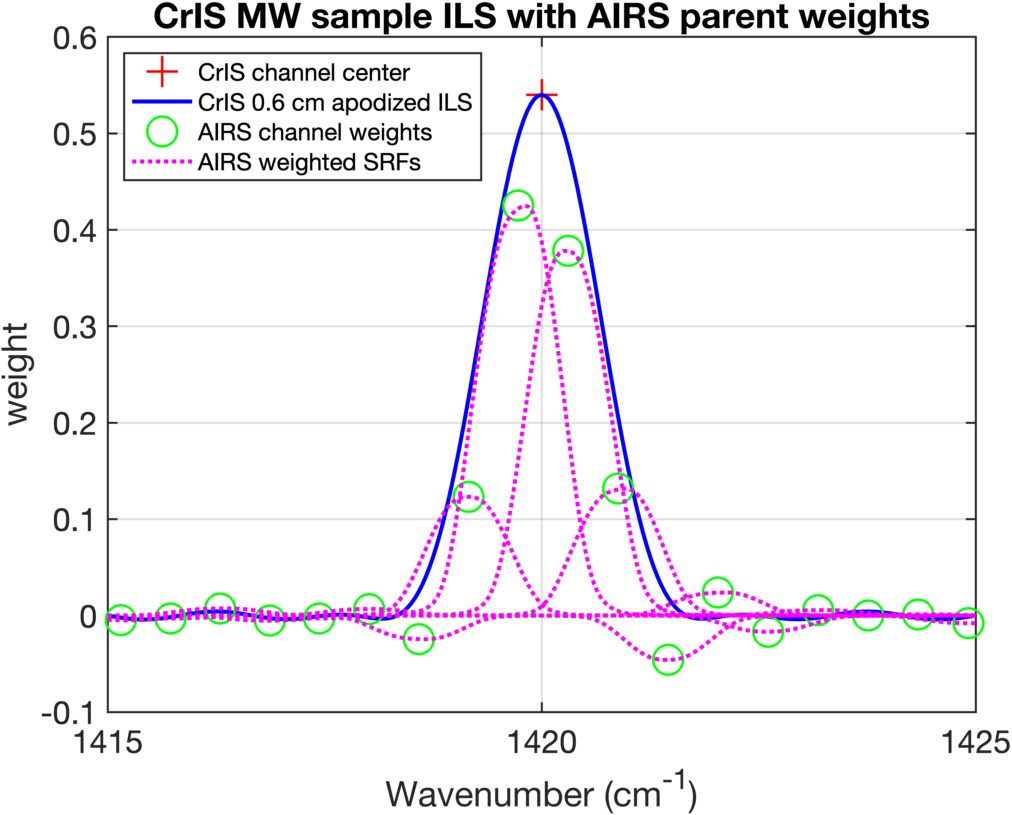 CrIS MW sample ILS with AIRS parent weights
CrIS channel center
CrIS 0.6 cm apodized ILS
AIRS channel weights
AIRS weighted SRFs
0.6
0.5
0.4
0.3
0.2
0.1
0
-0.1
weight
1415
1420
1425
Wavenumber (cm⁻¹)